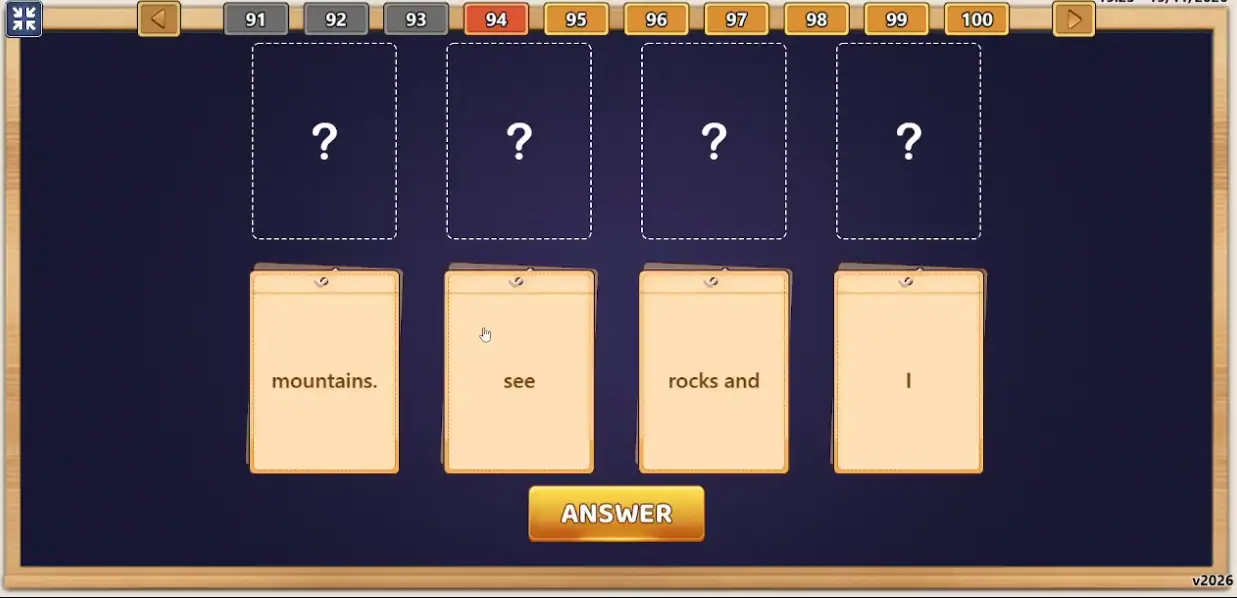 91 92 93 94 95 96 97 98 99 100
? ? ? ?
mountains. see rocks and I
ANSWER
v2026